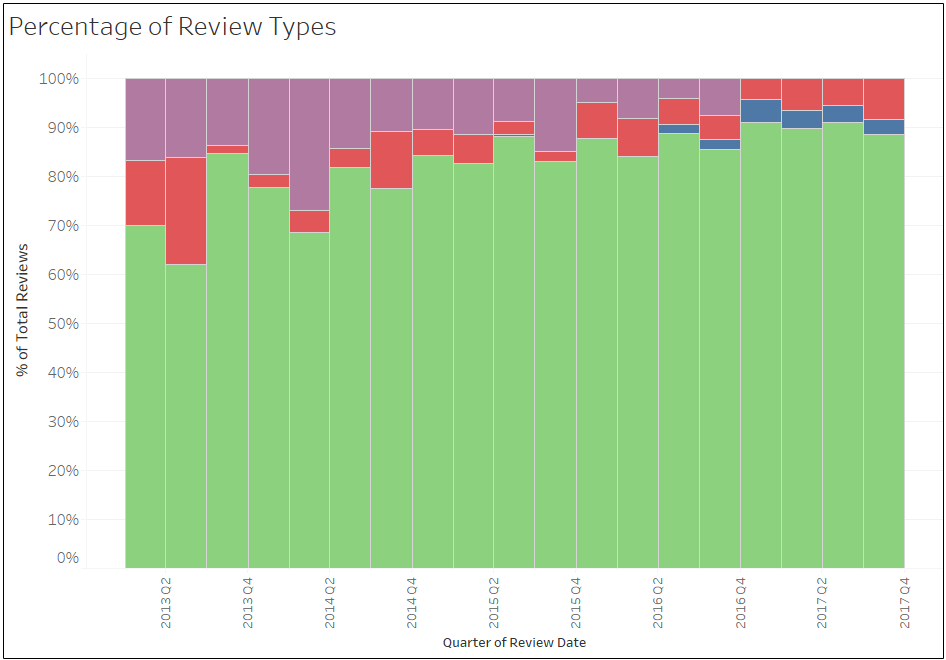 Percentage of Review Types
100%
90%
80%
70%
60%
50%
40%
30%
20%
10%
0%
% of Total Reviews
2013 Q2
2013 Q4
2014 Q2
2014 Q4
2015 Q2
2015 Q4
2016 Q2
2016 Q4
2017 Q2
2017 Q4
Quarter of Review Date